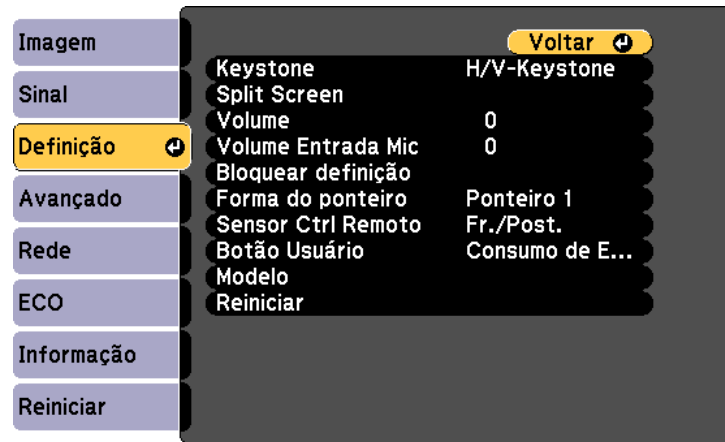 Imagem
Sinal
Definição
Avançado
Rede
ECO
Informação
Reiniciar
Voltar
Keystone H/V-Keystone
Split Screen
Volume 0
Volume Entrada Mic 0
Bloquear definição
Forma do ponteiro Ponteiro 1
Sensor Ctrl Remoto Fr./Post.
Botão Usuário Consumo de E...
Modelo
Reiniciar